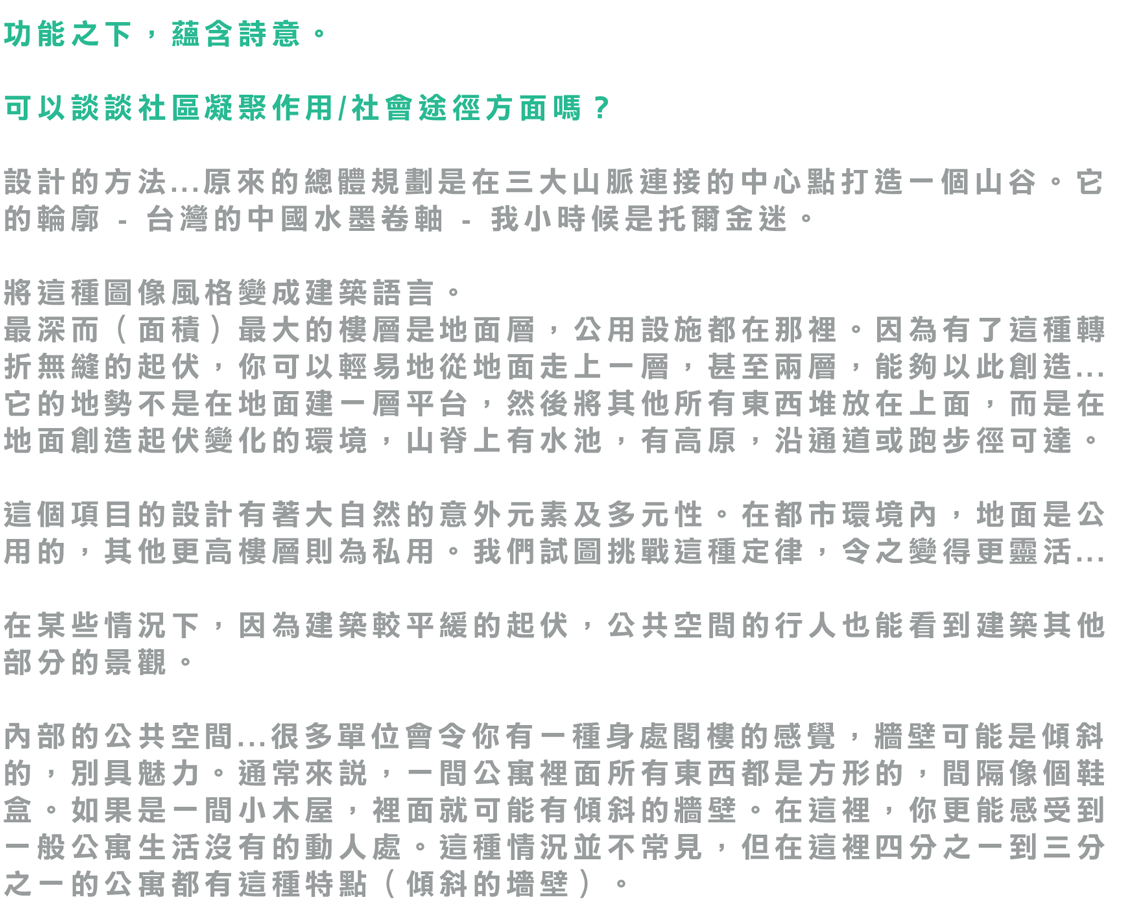 功能之下，蘊含詩意。
可以談談社區凝聚作用/社會途徑方面嗎？
設計的方法...原來的總體規劃是在三大山脈連接的中心點打造一個山谷。它
的輪廓 - 台灣的中國水墨卷軸 - 我小時候是托爾金迷。
將這種圖像風格變成建築語言。
最深而（面積）最大的樓層是地面層，公用設施都在那裡。因為有了這種轉
折無縫的起伏，你可以輕易地從地面走上一層，甚至兩層，能夠以此創造...
它的地勢不是在地面建一層平台，然後將其他所有東西堆放在上面，而是在
地面創造起伏變化的環境，山脊上有水池，有高原，沿通道或跑步徑可達。
這個項目的設計有著大自然的意外元素及多元性。在都市環境內，地面是公
用的，其他更高樓層則為私用。我們試圖挑戰這種定律，令之變得更靈活...
在某些情況下，因為建築較平緩的起伏，公共空間的行人也能看到建築其他
部分的景觀。
內部的公共空間...很多單位會令你有一種身處閣樓的感覺，牆壁可能是傾斜
的，別具魅力。通常來説，一間公寓裡面所有東西都是方形的，間隔像個鞋
盒。如果是一間小木屋，裡面就可能有傾斜的牆壁。在這裡，你更能感受到
一般公寓生活沒有的動人處。這種情況並不常見，但在這裡四分之一到三分
之一的公寓都有這種特點（傾斜的墻壁）。